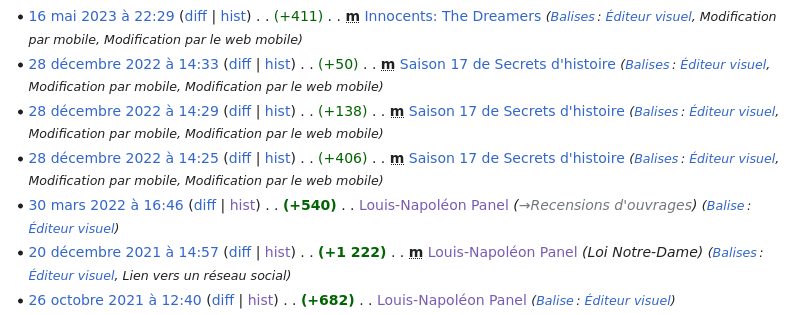 • 16 mai 2023 à 22:29 (diff | hist) . . (+411) . . m Innocents: The Dreamers (Balises : Éditeur visuel, Modification
par mobile, Modification par le web mobile)
• 28 décembre 2022 à 14:33 (diff | hist) . . (+50) . . m Saison 17 de Secrets d'histoire (Balises : Éditeur visuel,
Modification par mobile, Modification par le web mobile)
• 28 décembre 2022 à 14:29 (diff | hist) . . (+138) . . m Saison 17 de Secrets d'histoire (Balises : Éditeur visuel,
Modification par mobile, Modification par le web mobile)
• 28 décembre 2022 à 14:25 (diff | hist) . . (+406) . . m Saison 17 de Secrets d'histoire (Balises : Éditeur visuel,
Modification par mobile, Modification par le web mobile)
• 30 mars 2022 à 16:46 (diff | hist) . . (+540) . . Louis-Napoléon Panel (→Recensions d'ouvrages) (Balise :
Éditeur visuel)
• 20 décembre 2021 à 14:57 (diff | hist) . . (+1 222) . . m Louis-Napoléon Panel (Loi Notre-Dame) (Balises :
Éditeur visuel, Lien vers un réseau social)
• 26 octobre 2021 à 12:40 (diff | hist) . . (+682) . . Louis-Napoléon Panel (Balise : Éditeur visuel)